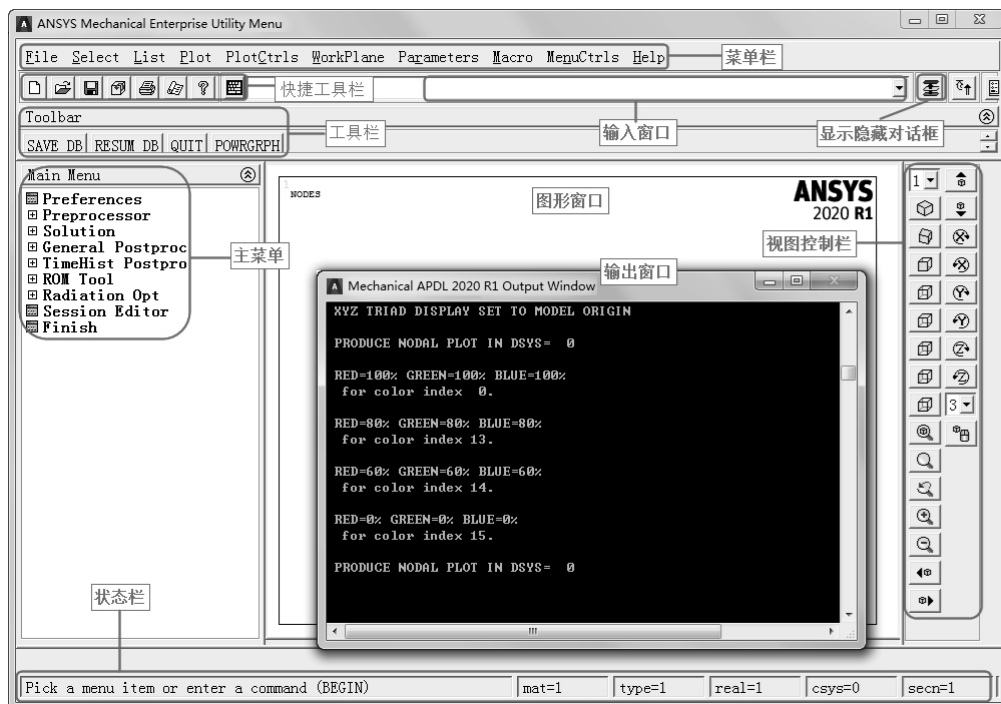 ANSYS Mechanical Enterprise Utility Menu
File Select List Plot PlotCtrls WorkPlane Parameters Macro MenuCtrls Help
菜单栏
快捷工具栏
Toolbar
工具栏
输入窗口
显示隐藏对话框
SAVE DB RESUM DB QUIT POWRGRPH
Main Menu
Preferences
Preprocessor
Solution
General Postproc
TimeHist Postpro
ROM Tool
Radiation Opt
Session Editor
Finish
主菜单
1
NODES
图形窗口
ANSYS
2020 R1
视图控制栏
1
3
输出窗口
Mechanical APDL 2020 R1 Output Window
XYZ TRIAD DISPLAY SET TO MODEL ORIGIN
PRODUCE NODAL PLOT IN DSYS= 0
RED=100% GREEN=100% BLUE=100%
for color index 0.
RED=80% GREEN=80% BLUE=80%
for color index 13.
RED=60% GREEN=60% BLUE=60%
for color index 14.
RED=0% GREEN=0% BLUE=0%
for color index 15.
PRODUCE NODAL PLOT IN DSYS= 0
状态栏
Pick a menu item or enter a command (BEGIN) mat=1 type=1 real=1 csys=0 secn=1